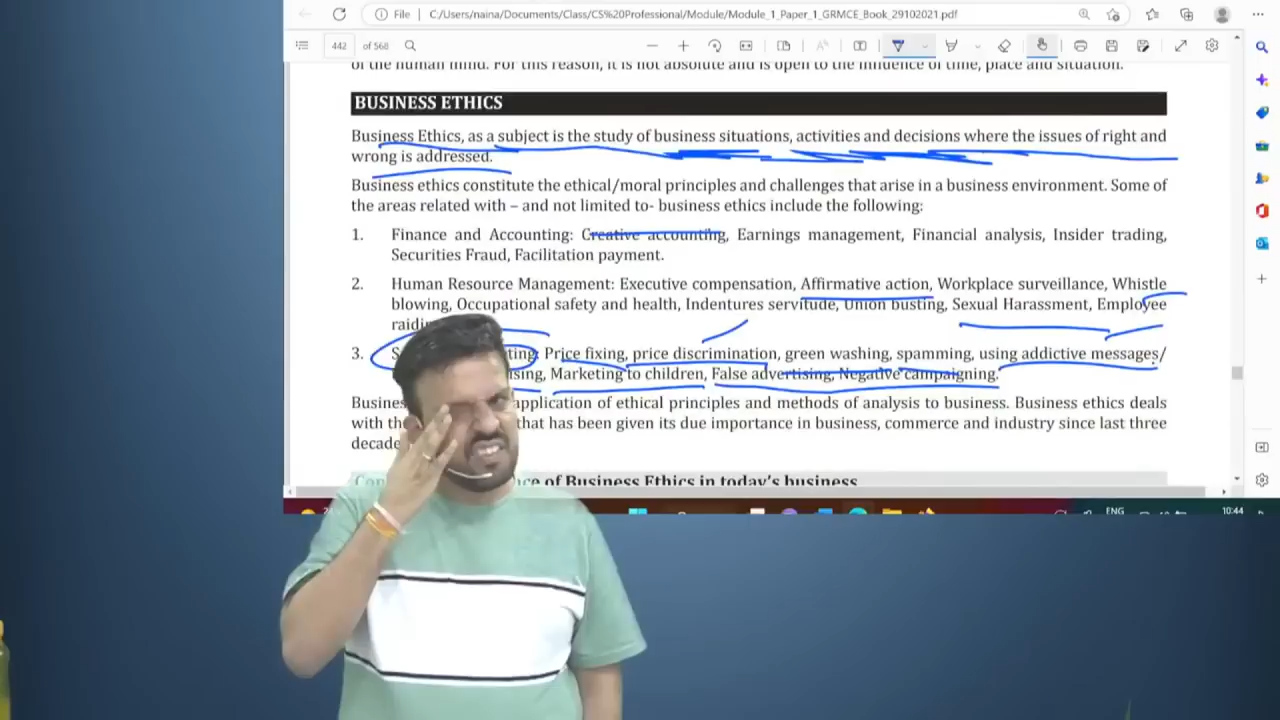 File
C:/Users/naina/Documents/Class/CS%20Professional/Module/Module_1_Paper_1_GRMCE_Book_29102021.pdf
442 of 568
of the human mind. For this reason, it is not absolute and is open to the influence of time, place and situation.
BUSINESS ETHICS
Business Ethics, as a subject is the study of business situations, activities and decisions where the issues of right and
wrong is addressed.
Business ethics constitute the ethical/moral principles and challenges that arise in a business environment. Some of
the areas related with – and not limited to- business ethics include the following:
1. Finance and Accounting: Creative accounting, Earnings management, Financial analysis, Insider trading,
Securities Fraud, Facilitation payment.
2. Human Resource Management: Executive compensation, Affirmative action, Workplace surveillance, Whistle
blowing, Occupational safety and health, Indentures servitude, Union busting, Sexual Harassment, Employee
3. Price fixing, price discrimination, green washing, spamming, using addictive messages/
Marketing to children, False advertising, Negative campaigning.
application of ethical principles and methods of analysis to business. Business ethics deals
with the that has been given its due importance in business, commerce and industry since last three
decade
of Business Ethics in today's business
ENG
10:44